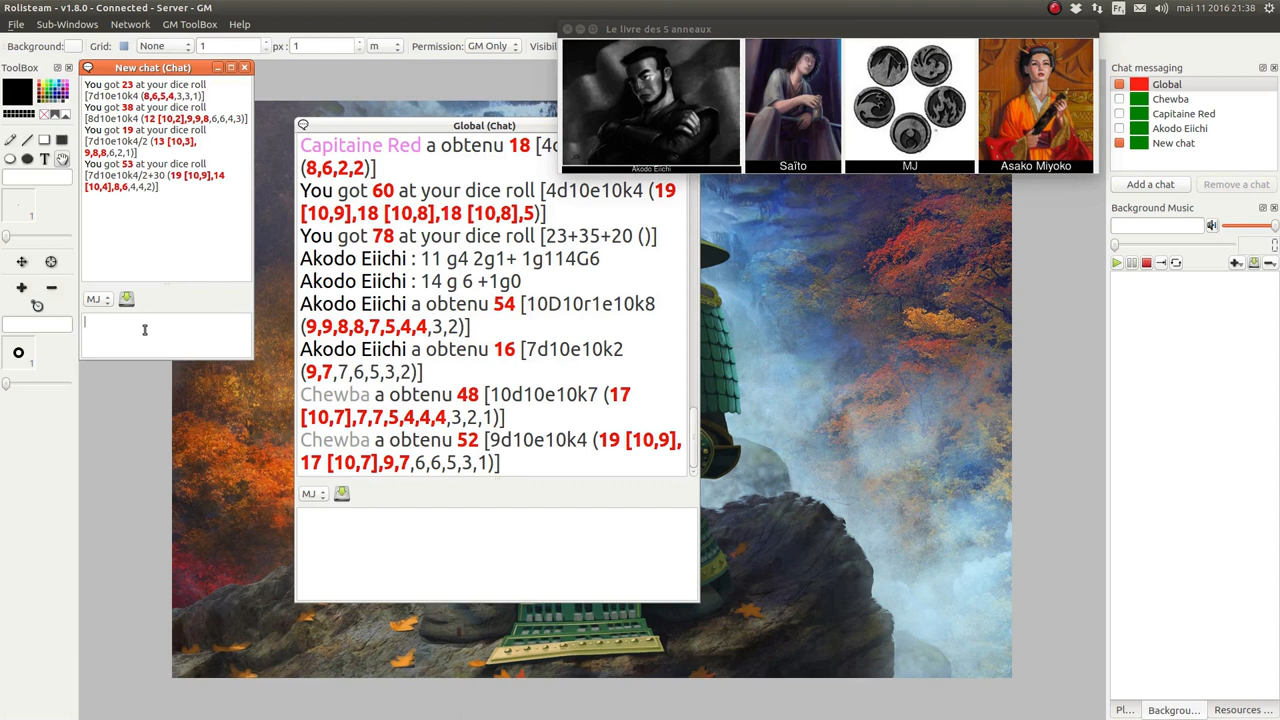 Rolisteam - v1.8.0 - Connected - Server - GM
Fr₁
mai 11 2016 21:38
File Sub-Windows Network GM ToolBox Help
Background: Grid: None 1 px : 1 m Permission: GM Only Visibil
ToolBox
New chat (Chat)
You got 23 at your dice roll
[7d10e10k4 (8,6,5,4,3,3,1)]
You got 38 at your dice roll
[8d10e10k4 (12 [10,2],9,9,8,6,6,4,3)]
You got 19 at your dice roll
[7d10e10k4/2 (13 [10,3],
9,8,8,6,2,1)]
You got 53 at your dice roll
[7d10e10k4/2+30 (19 [10,9],14
[10,4],8,6,4,4,2)]
MJ
1
1
Global (Chat)
Capitaine Red a obtenu 18 [4d
(8,6,2,2)]
You got 60 at your dice roll [4d10e10k4 (19
[10,9],18 [10,8],18 [10,8],5)]
You got 78 at your dice roll [23+35+20 ()]
Akodo Eiichi : 11 g4 2g1+ 1g114G6
Akodo Eiichi : 14 g 6 +1g0
Akodo Eiichi a obtenu 54 [10D10r1e10k8
(9,9,8,8,7,5,4,4,3,2)]
Akodo Eiichi a obtenu 16 [7d10e10k2
(9,7,7,6,5,3,2)]
Chewba a obtenu 48 [10d10e10k7 (17
[10,7],7,7,5,4,4,4,3,2,1)]
Chewba a obtenu 52 [9d10e10k4 (19 [10,9],
17 [10,7],9,7,6,6,5,3,1)]
MJ
Le livre des 5 anneaux
Akodo Eiichi
Saïto
MJ
Asako Miyoko
Chat messaging
Global
Chewba
Capitaine Red
Akodo Eiichi
New chat
Add a chat Remove a chat
Background Music
0
Pl... Backgrou... Resources ...